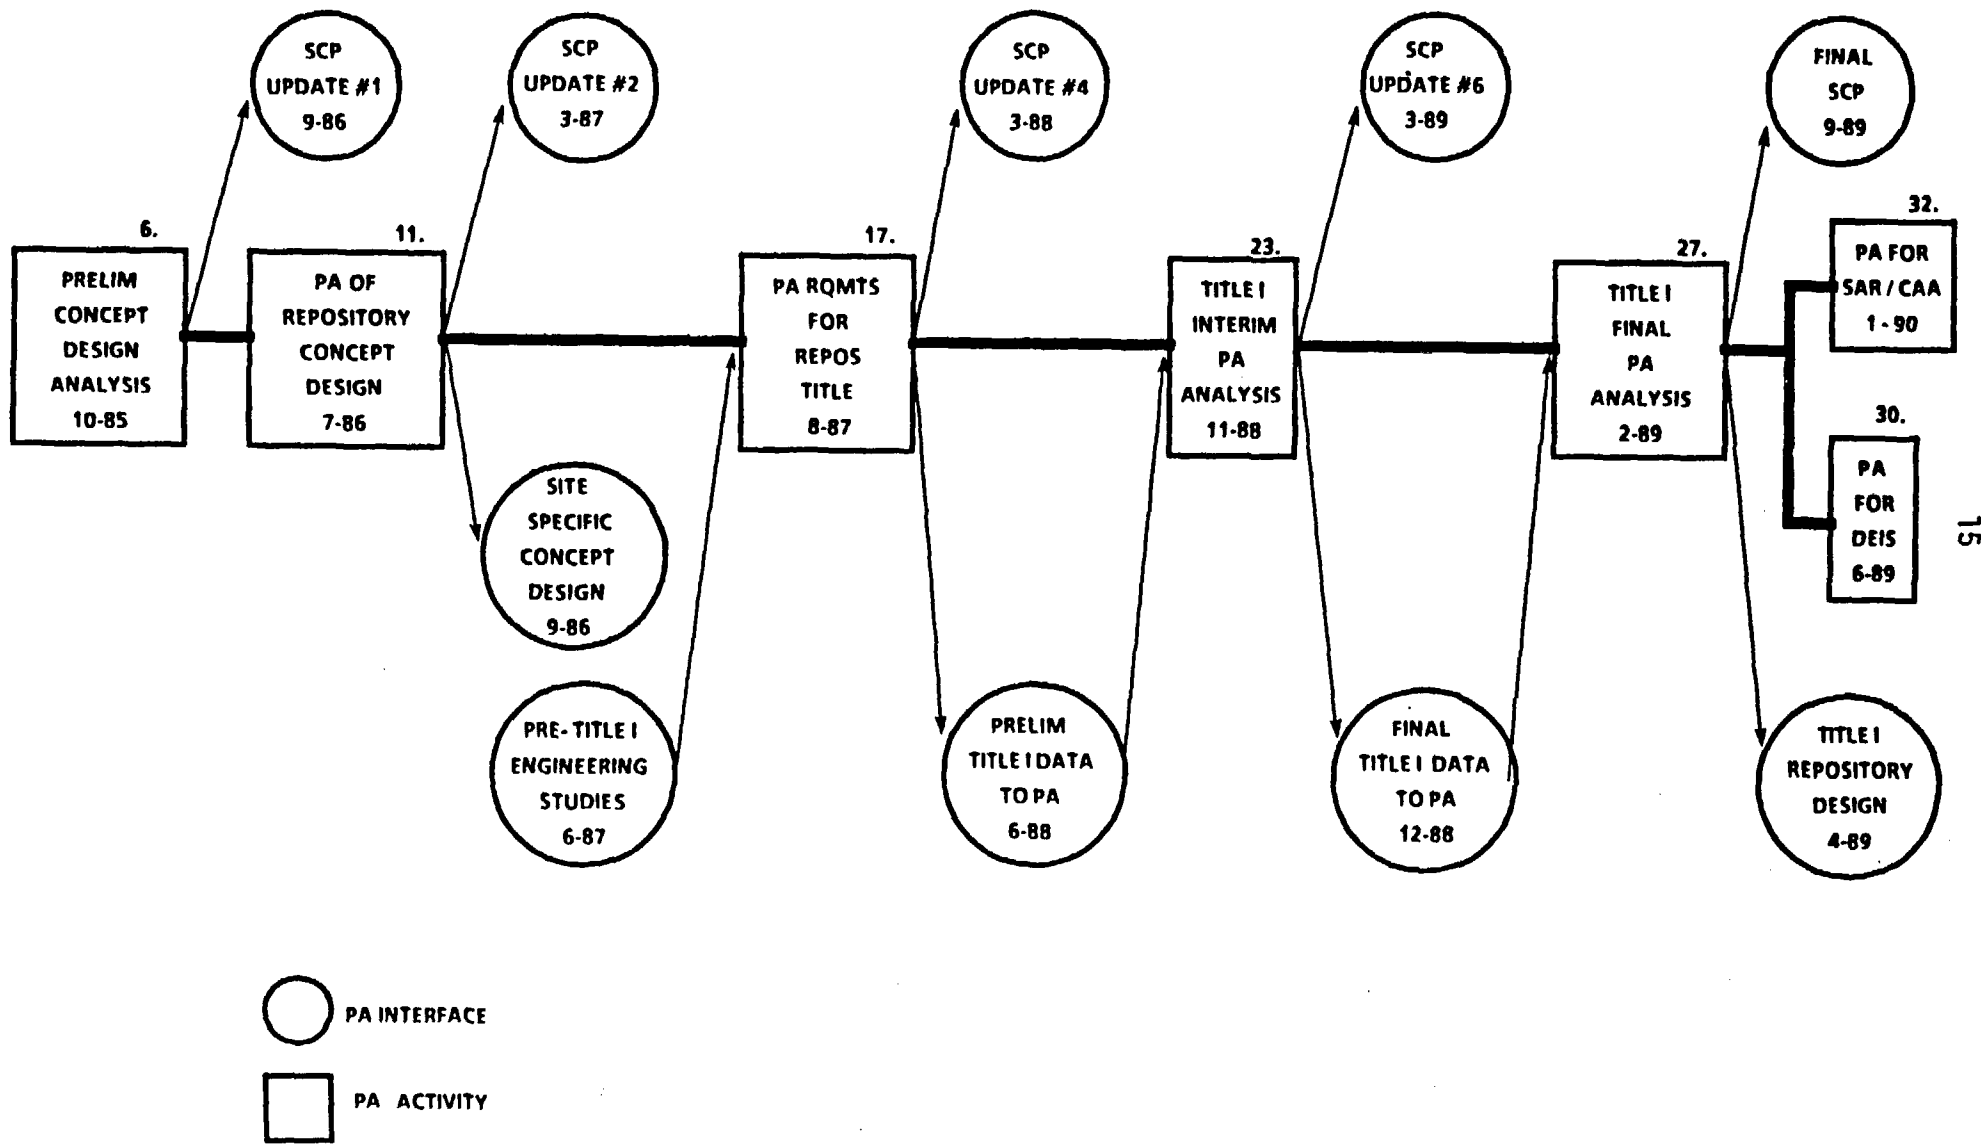 SCP
UPDATE #1
9-86
SCP
UPDATE #2
3-87
SCP
UPDATE #4
3-88
SCP
UPDATE #6
3-89
FINAL
SCP
9-89
6.
PRELIM
CONCEPT
DESIGN
ANALYSIS
10-85
11.
PA OF
REPOSITORY
CONCEPT
DESIGN
7-86
17.
PA RQMTS
FOR
REPOS
TITLE
8-87
23.
TITLE I
INTERIM
PA
ANALYSIS
11-88
27.
TITLE I
FINAL
PA
ANALYSIS
2-89
32.
PA FOR
SAR / CAA
1 - 90
30.
PA
FOR
DEIS
6-89
15
SITE
SPECIFIC
CONCEPT
DESIGN
9-86
PRE-TITLE I
ENGINEERING
STUDIES
6-87
PRELIM
TITLE I DATA
TO PA
6-88
FINAL
TITLE I DATA
TO PA
12-88
TITLE I
REPOSITORY
DESIGN
4-89
PA INTERFACE
PA ACTIVITY